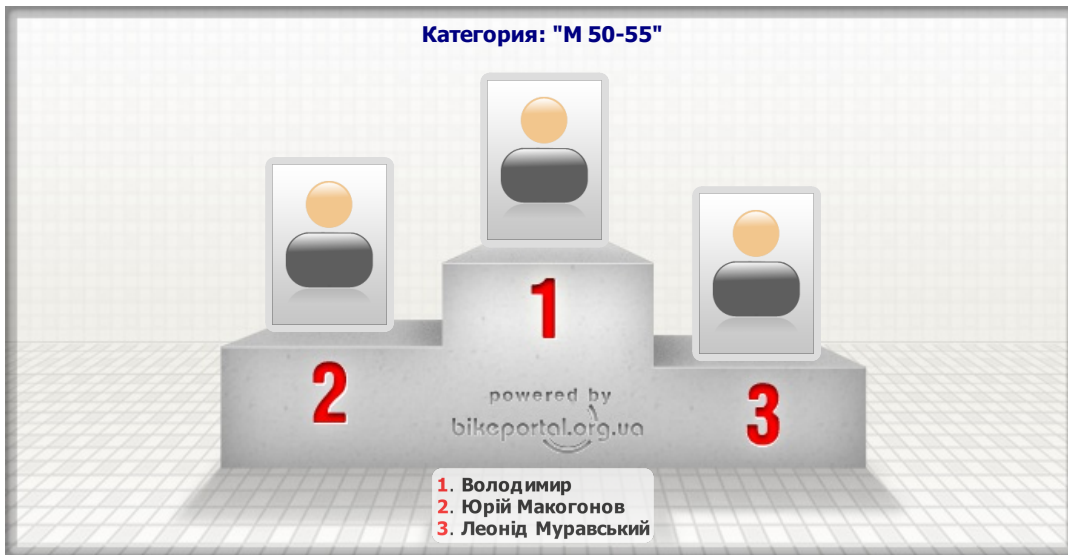 Категория: "М 50-55"
1
2
3
powered by
bikeportal.org.ua
1. Володимир
2. Юрій Макогонов
3. Леонід Муравський